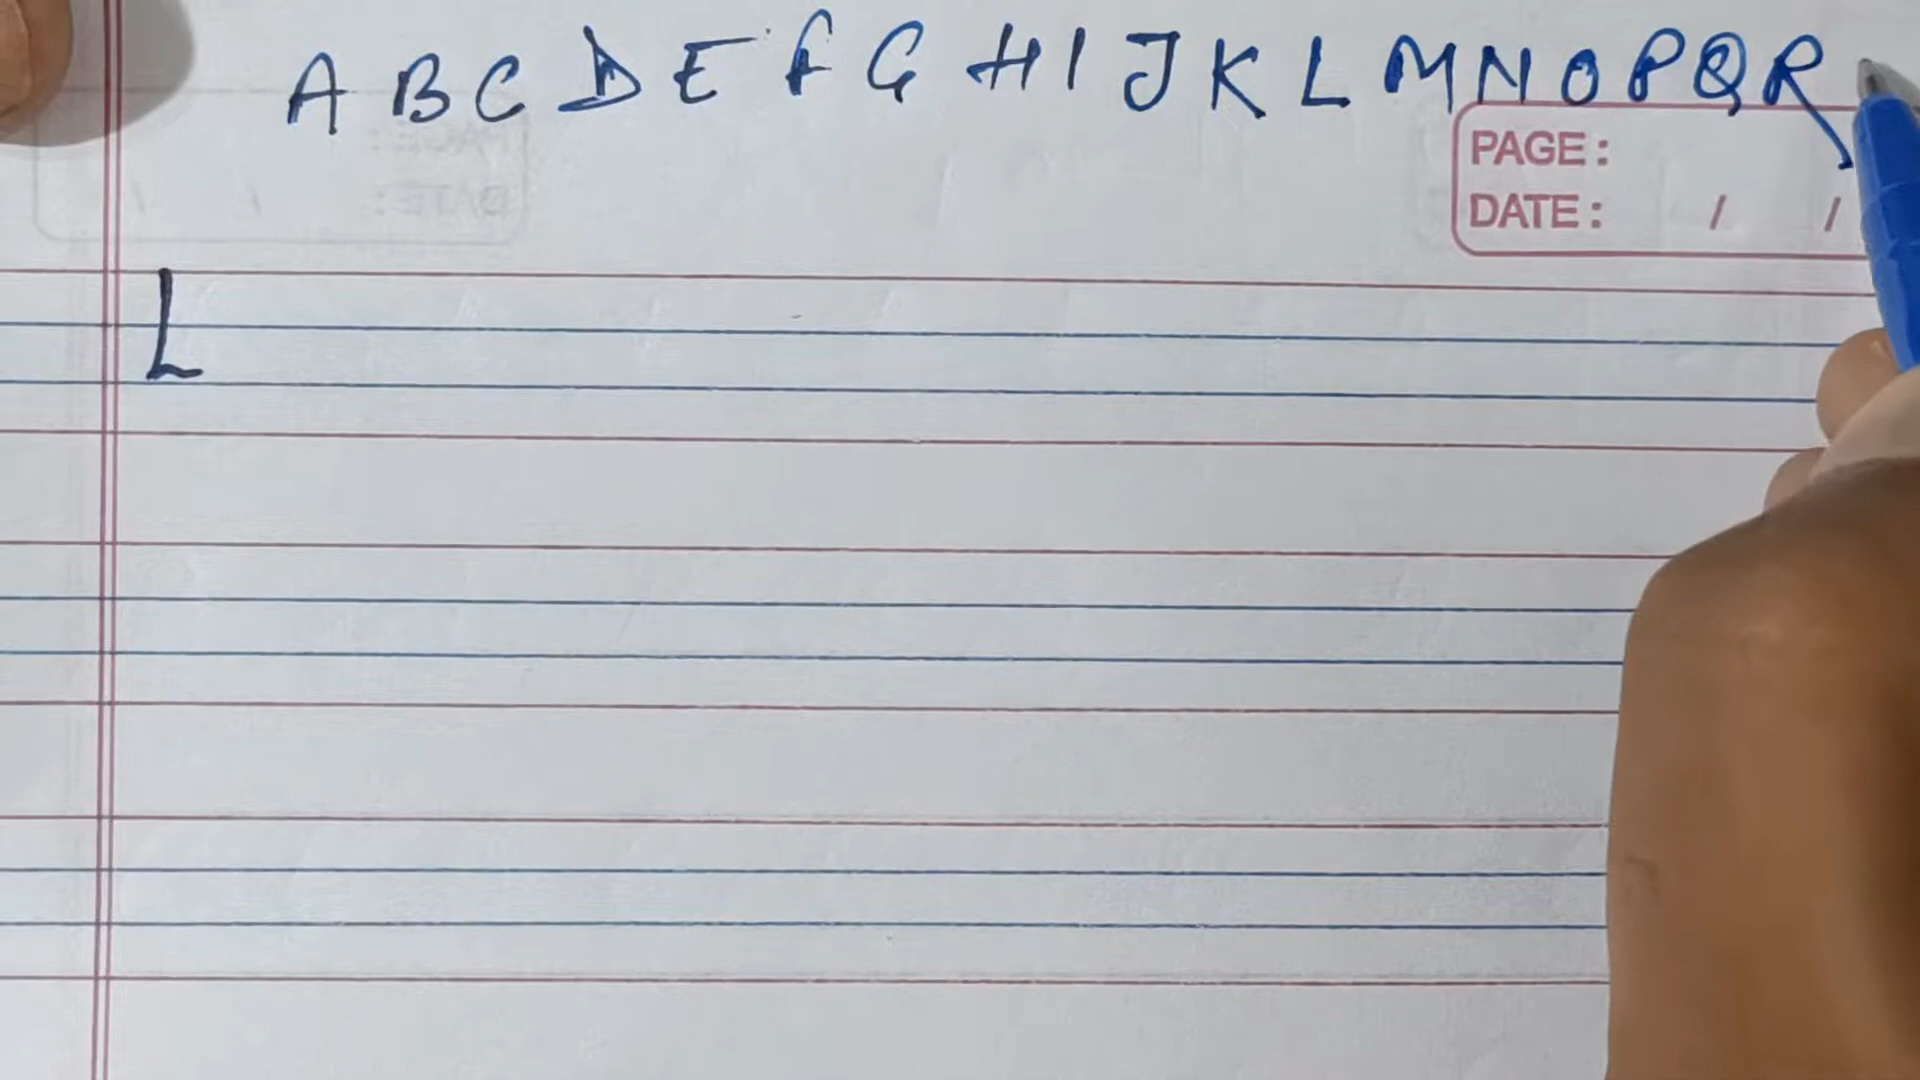 A B C D E F G H I J K L M N O P Q R
PAGE :
DATE : / /
L